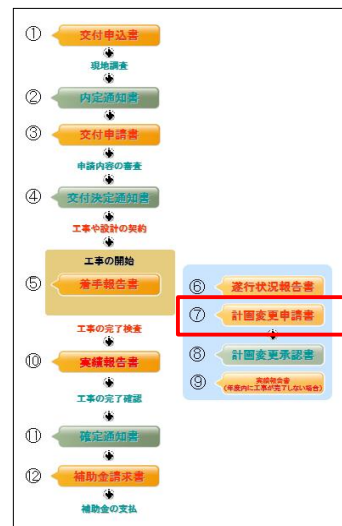 ① 交付申込書
現地調査
② 内定通知書
③ 交付申請書
申請内容の審査
④ 交付決定通知書
工事や設計の契約
工事の開始
⑤ 着手報告書
工事の完了検査
⑩ 実績報告書
工事の完了確認
⑪ 確定通知書
⑫ 補助金請求書
補助金の支払
⑥ 遂行状況報告書
⑦ 計画変更申請書
⑧ 計画変更承認書
⑨ 実績報告書
(年度内に工事が完了しない場合)